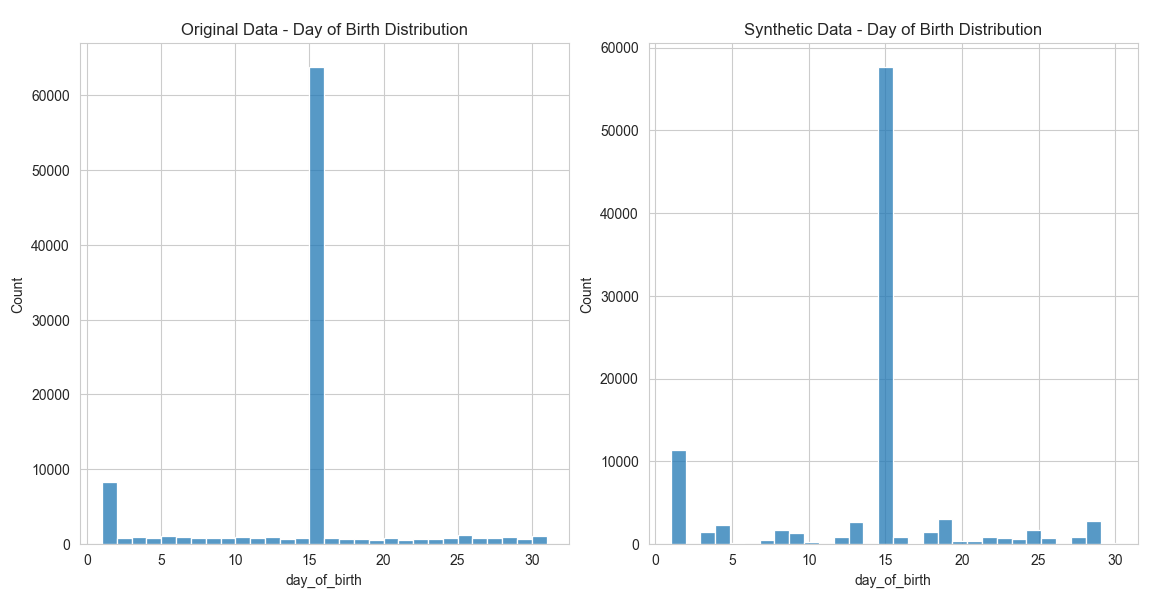 Original Data - Day of Birth Distribution
60000
50000
40000
30000
20000
10000
0
Count
0 5 10 15 20 25 30
day_of_birth
Synthetic Data - Day of Birth Distribution
60000
50000
40000
30000
20000
10000
0
Count
0 5 10 15 20 25 30
day_of_birth